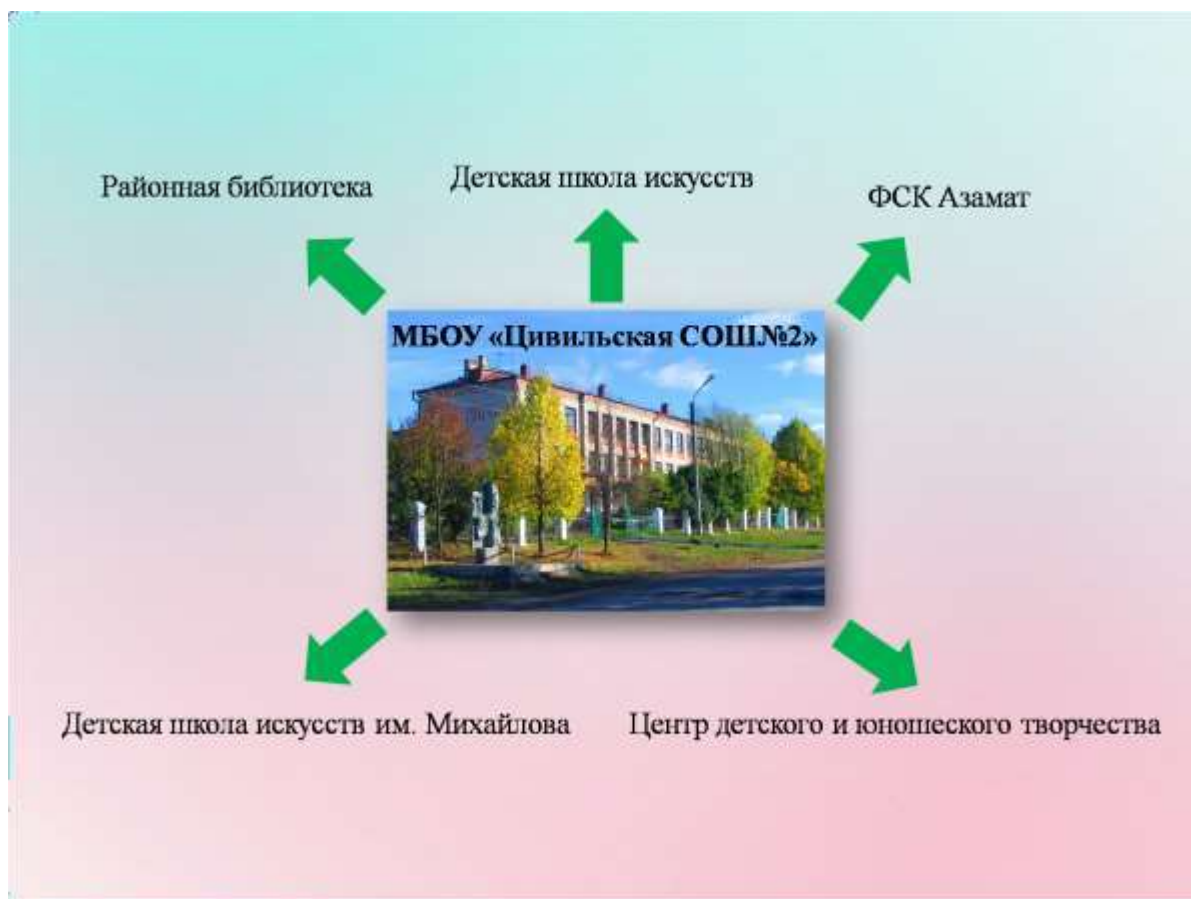 Районная библиотека
Детская школа искусств
ФСК Азамат
МБОУ «Цивильская СОШ№2»
Детская школа искусств им. Михайлова
Центр детского и юношеского творчества